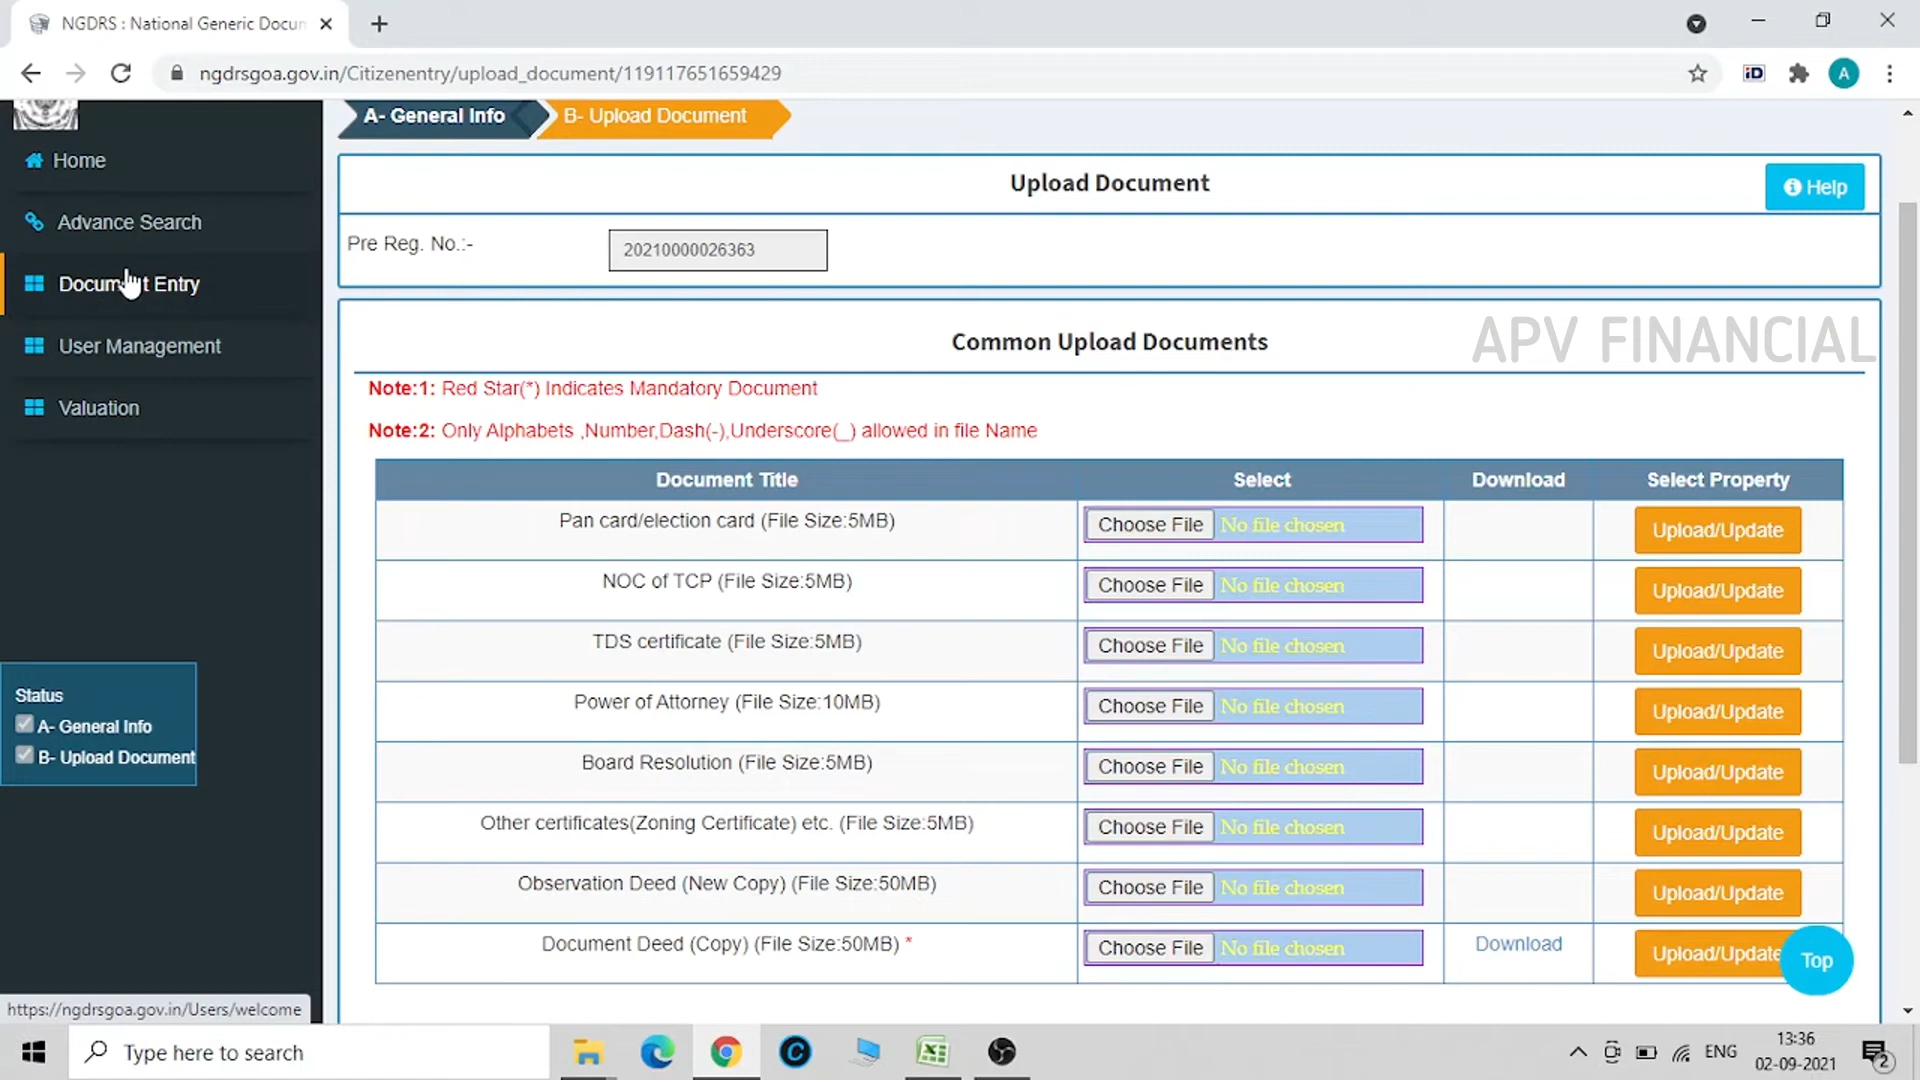 NGDRS : National Generic Docun
ngdrsgoa.gov.in/Citizenentry/upload_document/119117651659429
iD
A
A- General Info
B- Upload Document
Home
Advance Search
Document Entry
User Management
Valuation
Status
A- General Info
B- Upload Document
Upload Document
Help
Pre Reg. No.:-
20210000026363
Common Upload Documents
APV FINANCIAL
Note:1: Red Star(*) Indicates Mandatory Document
Note:2: Only Alphabets ,Number,Dash(-),Underscore(_) allowed in file Name
Document Title Select Download Select Property
Pan card/election card (File Size:5MB) Choose File No file chosen Upload/Update
NOC of TCP (File Size:5MB) Choose File No file chosen Upload/Update
TDS certificate (File Size:5MB) Choose File No file chosen Upload/Update
Power of Attorney (File Size:10MB) Choose File No file chosen Upload/Update
Board Resolution (File Size:5MB) Choose File No file chosen Upload/Update
Other certificates(Zoning Certificate) etc. (File Size:5MB) Choose File No file chosen Upload/Update
Observation Deed (New Copy) (File Size:50MB) Choose File No file chosen Upload/Update
Document Deed (Copy) (File Size:50MB) * Choose File No file chosen Download Upload/Update
Top
https://ngdrsgoa.gov.in/Users/welcome
Type here to search
ENG
13:36
02-09-2021
2